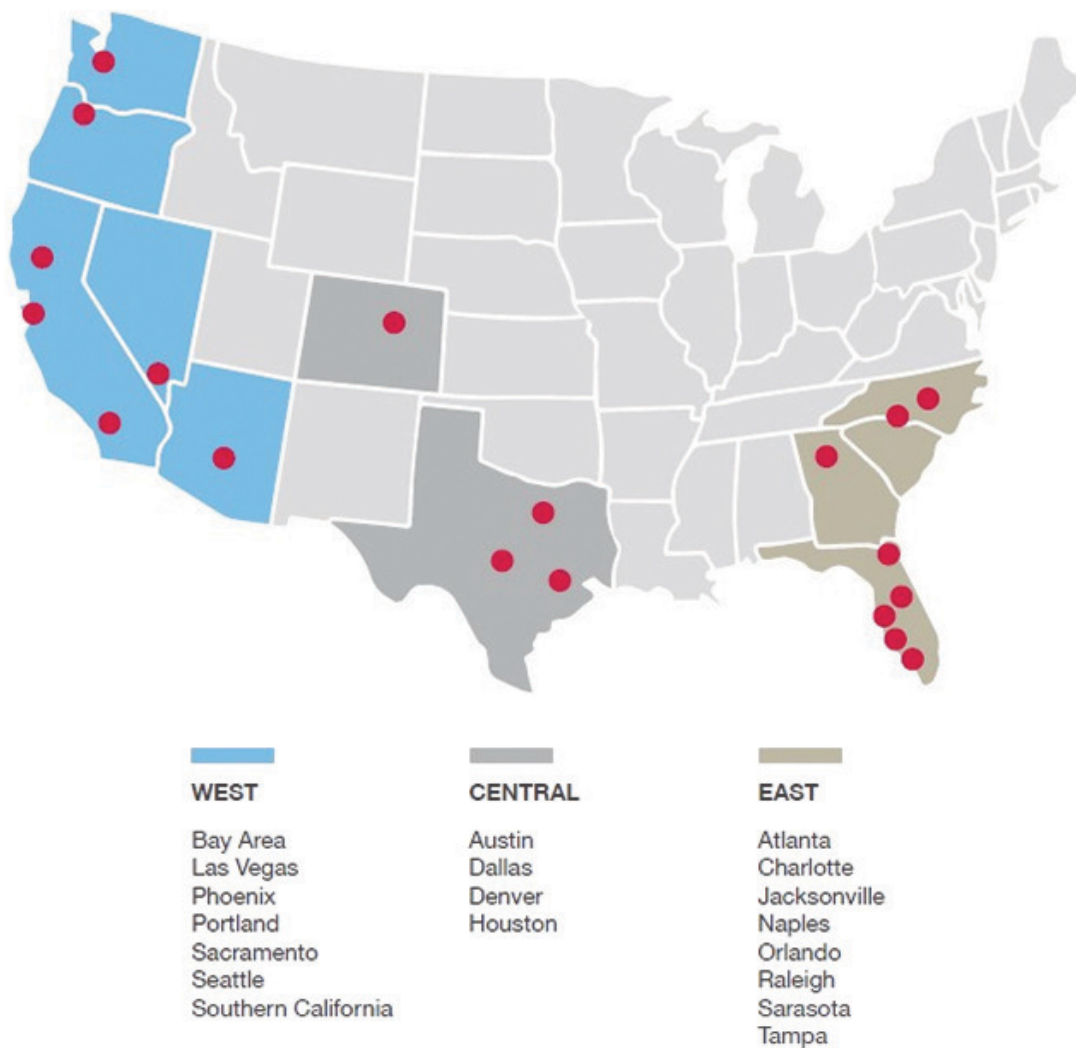 WEST
Bay Area
Las Vegas
Phoenix
Portland
Sacramento
Seattle
Southern California
CENTRAL
Austin
Dallas
Denver
Houston
EAST
Atlanta
Charlotte
Jacksonville
Naples
Orlando
Raleigh
Sarasota
Tampa